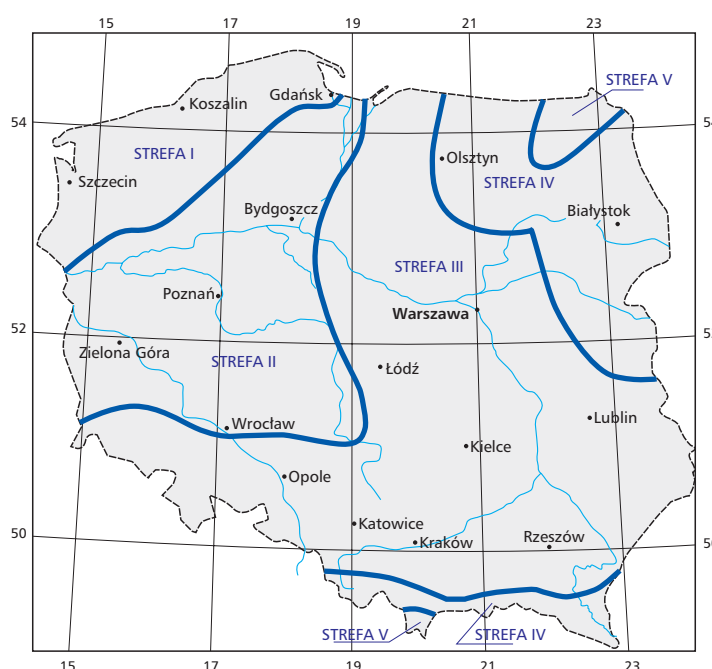 15 17 19 21 23
STREFA V
Gdańsk
Koszalin
54 54
STREFA I
Olsztyn
Szczecin
STREFA IV
Bydgoszcz
Białystok
STREFA III
Poznań
Warszawa
52
Zielona Góra
STREFA II
Łódź
Wrocław
Lublin
Kielce
Opole
Katowice
50
Kraków
Rzeszów
STREFA V
STREFA IV
15 17 19 21 23